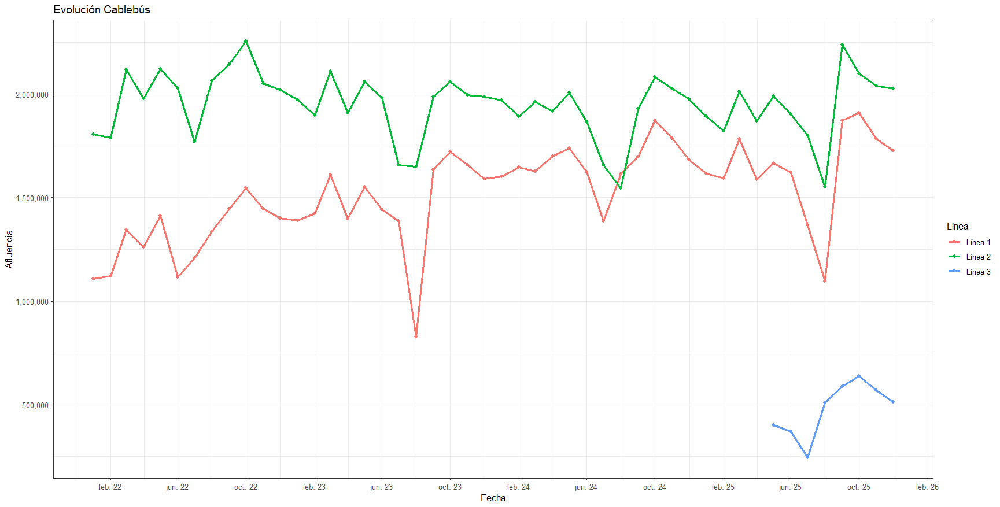 Evolución Cablebús
Afluencia
2,000,000
1,500,000
1,000,000
500,000
feb. 22
jun. 22
oct. 22
feb. 23
jun. 23
oct. 23
feb. 24
jun. 24
oct. 24
feb. 25
jun. 25
oct. 25
feb. 26
Fecha
Línea
Línea 1
Línea 2
Línea 3